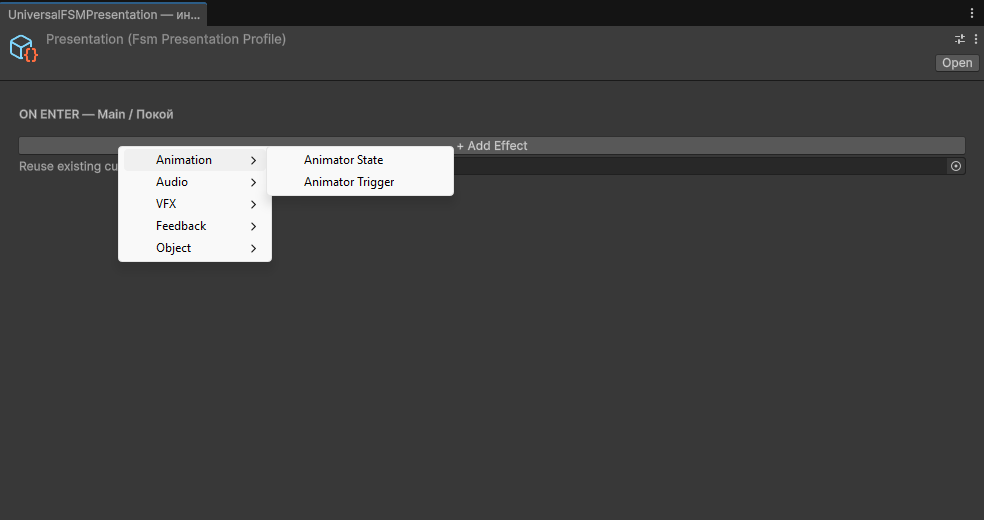 UniversalFSMPresentation — ин...
Presentation (Fsm Presentation Profile)
Open
ON ENTER — Main / Покой
+ Add Effect
Reuse existing cu
Animation
Audio
VFX
Feedback
Object
Animator State
Animator Trigger